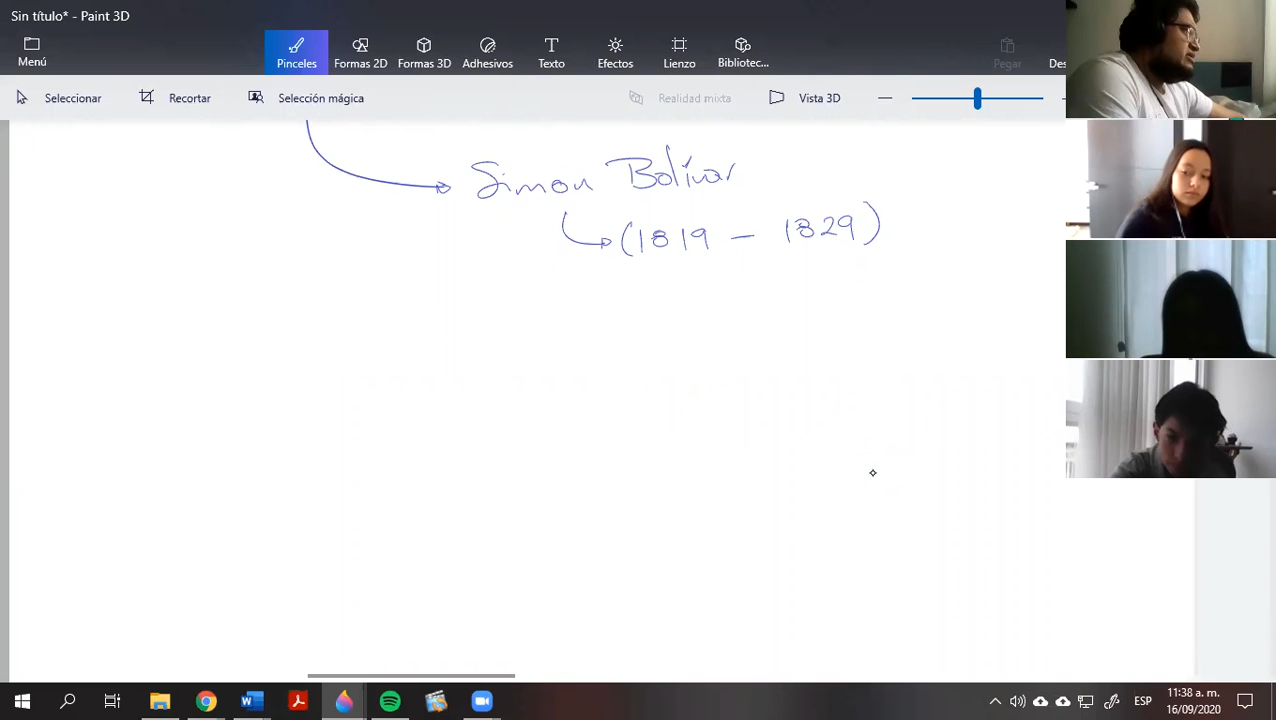 Sin título* - Paint 3D
Menú
Pinceles
Formas 2D
Formas 3D
Adhesivos
Texto
Efectos
Lienzo
Bibliotec...
Pegar
Des
Seleccionar
Recortar
Selección mágica
Realidad mixta
Vista 3D
Simon Bolívar
(1819 - 1829)
ESP
11:38 a. m.
16/09/2020